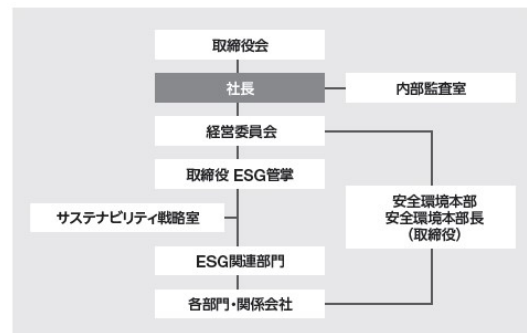 取締役会
社長
内部監査室
経営委員会
取締役 ESG管掌
サステナビリティ戦略室
安全環境本部
安全環境本部長
（取締役）
ESG関連部門
各部門・関係会社